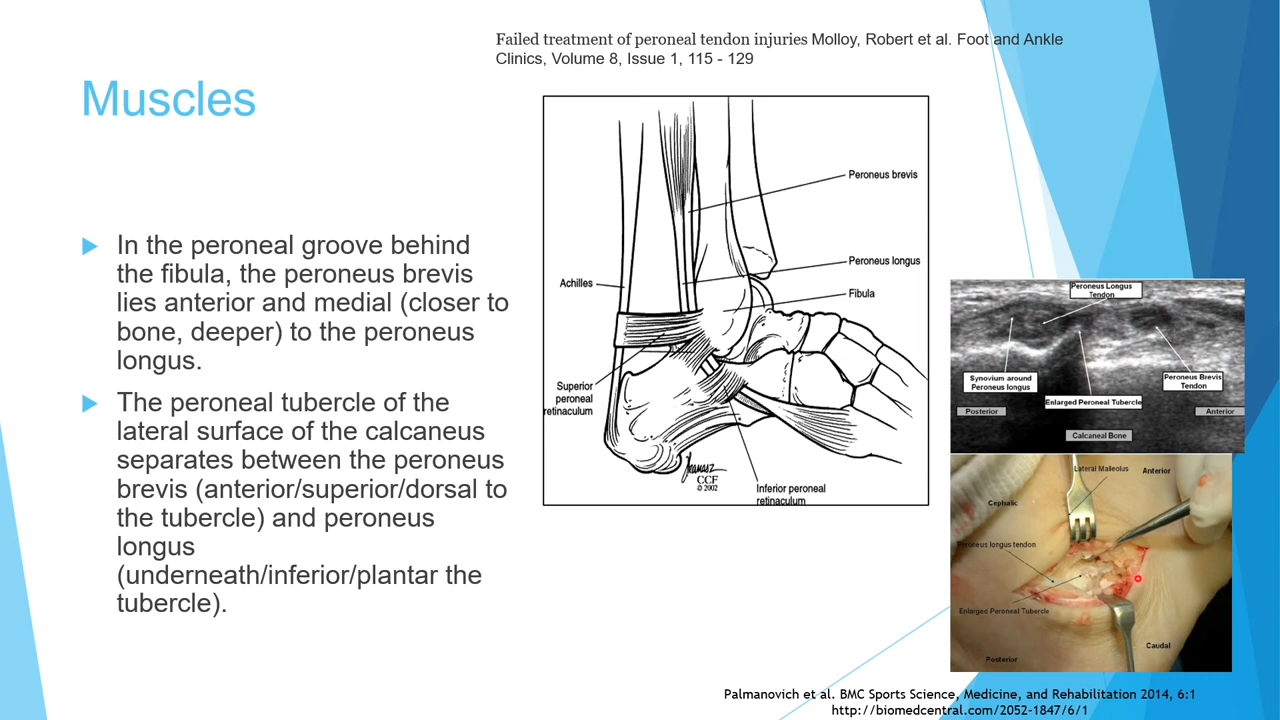 Failed treatment of peroneal tendon injuries Molloy, Robert et al. Foot and Ankle
Clinics, Volume 8, Issue 1, 115 - 129
Muscles
In the peroneal groove behind
the fibula, the peroneus brevis
lies anterior and medial (closer to
bone, deeper) to the peroneus
longus.
The peroneal tubercle of the
lateral surface of the calcaneus
separates between the peroneus
brevis (anterior/superior/dorsal to
the tubercle) and peroneus
longus
(underneath/inferior/plantar the
tubercle).
Peroneus brevis
Peroneus longus
Achilles
Fibula
Superior
peroneal
retinaculum
CCF
© 2002
Inferior peroneal
retinaculum
Peroneus Longus
Tendon
Synovium around
Peroneus longus
Peroneus Brevis
Tendon
Enlarged Peroneal Tubercle
Posterior
Anterior
Calcaneal Bone
Lateral Malleolus
Anterior
Cephalic
Peroneus longus tendon
Enlarged Peroneal Tubercle
Caudal
Posterior
Palmanovich et al. BMC Sports Science, Medicine, and Rehabilitation 2014, 6:1
http://biomedcentral.com/2052-1847/6/1